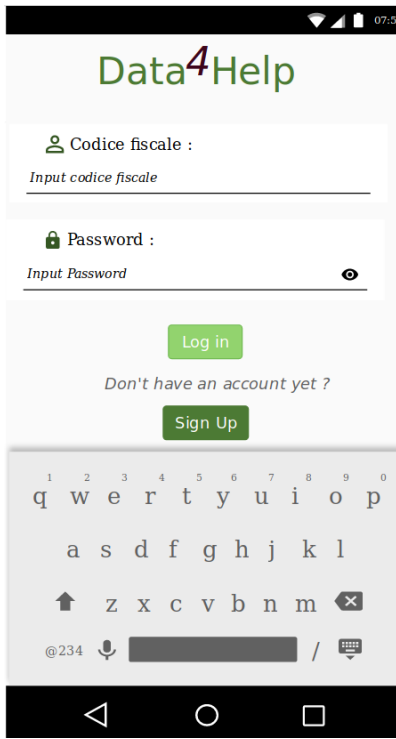 07:5
Data4Help
Codice fiscale :
Input codice fiscale
Password :
Input Password
Log in
Don't have an account yet ?
Sign Up
1 2 3 4 5 6 7 8 9 0
q w e r t y u i o p
a s d f g h j k l
z x c v b n m
@234 /